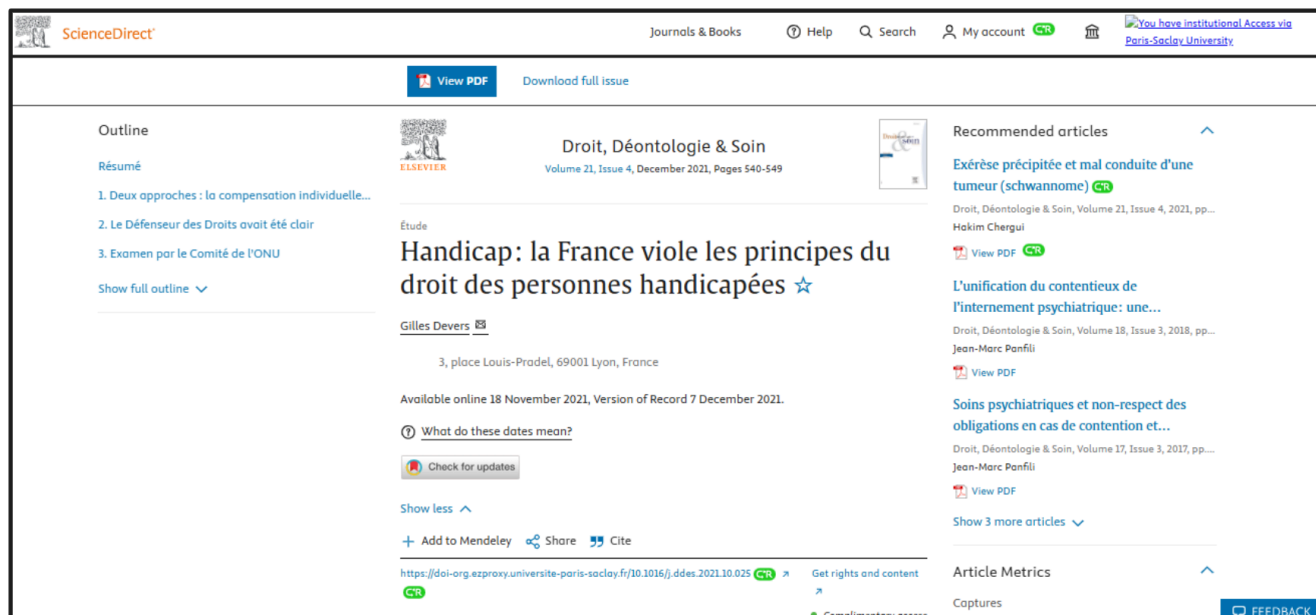 ScienceDirect
Journals & Books
Help
Search
My account
You have institutional Access via
Paris-Saclay University
View PDF
Download full issue
Outline
Résumé
1. Deux approches : la compensation individuelle...
2. Le Défenseur des Droits avait été clair
3. Examen par le Comité de l'ONU
Show full outline
ELSEVIER
Droit, Déontologie & Soin
Volume 21, Issue 4, December 2021, Pages 540-549
Étude
Handicap : la France viole les principes du
droit des personnes handicapées
Gilles Devers
3, place Louis-Pradel, 69001 Lyon, France
Available online 18 November 2021, Version of Record 7 December 2021.
What do these dates mean?
Check for updates
Show less
Add to Mendeley
Share
Cite
https://doi-org.ezproxy.universite-paris-saclay.fr/10.1016/j.ddes.2021.10.025
Get rights and content
Complimentary access
Recommended articles
Exérèse précipitée et mal conduite d'une
tumeur (schwannome)
Droit, Déontologie & Soin, Volume 21, Issue 4, 2021, pp...
Hakim Chergui
View PDF
L'unification du contentieux de
l'internement psychiatrique : une...
Droit, Déontologie & Soin, Volume 18, Issue 3, 2018, pp...
Jean-Marc Panfili
View PDF
Soins psychiatriques et non-respect des
obligations en cas de contention et...
Droit, Déontologie & Soin, Volume 17, Issue 3, 2017, pp....
Jean-Marc Panfili
View PDF
Show 3 more articles
Article Metrics
Captures
FEEDBACK